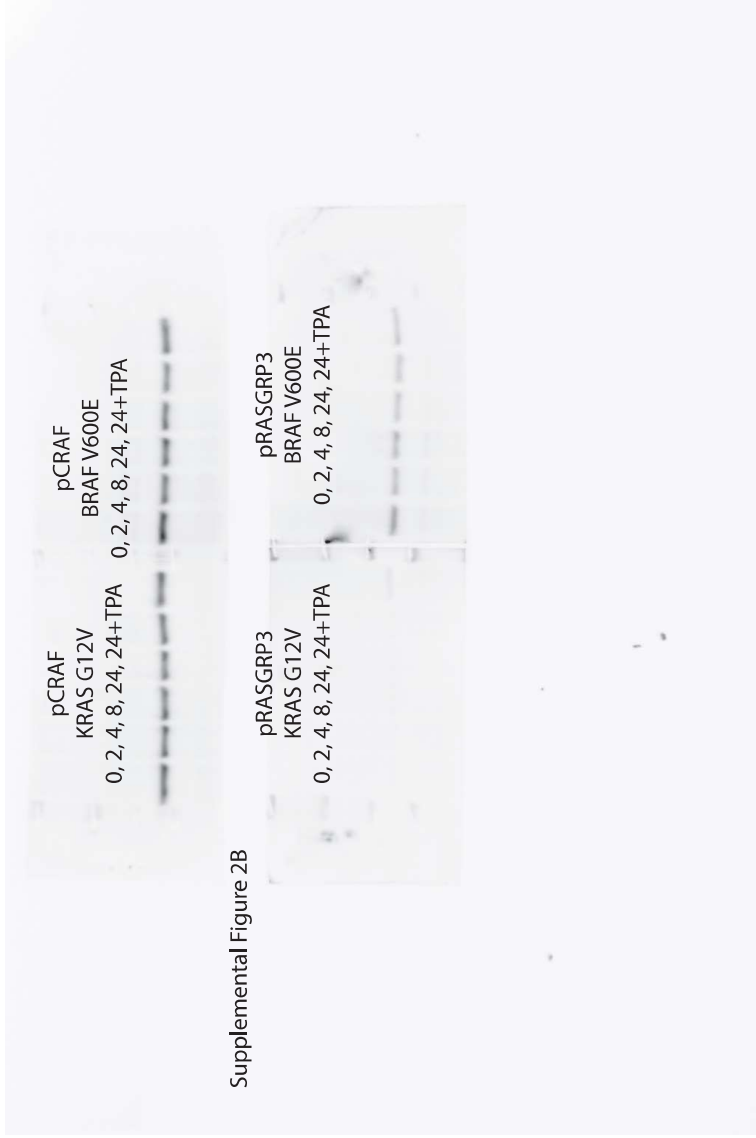 Supplemental Figure 2B
pCRAF
KRAS G12V
0, 2, 4, 8, 24, 24+TPA
pCRAF
BRAF V600E
0, 2, 4, 8, 24, 24+TPA
pRASGRP3
KRAS G12V
0, 2, 4, 8, 24, 24+TPA
pRASGRP3
BRAF V600E
0, 2, 4, 8, 24, 24+TPA